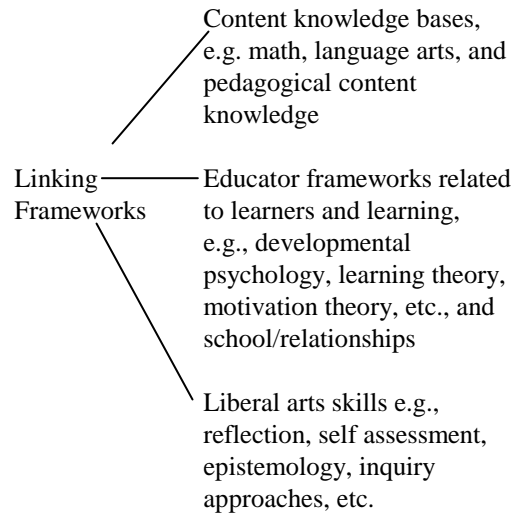 Content knowledge bases,
e.g. math, language arts, and
pedagogical content
knowledge
Linking
Frameworks
Educator frameworks related
to learners and learning,
e.g., developmental
psychology, learning theory,
motivation theory, etc., and
school/relationships
Liberal arts skills e.g.,
reflection, self assessment,
epistemology, inquiry
approaches, etc.